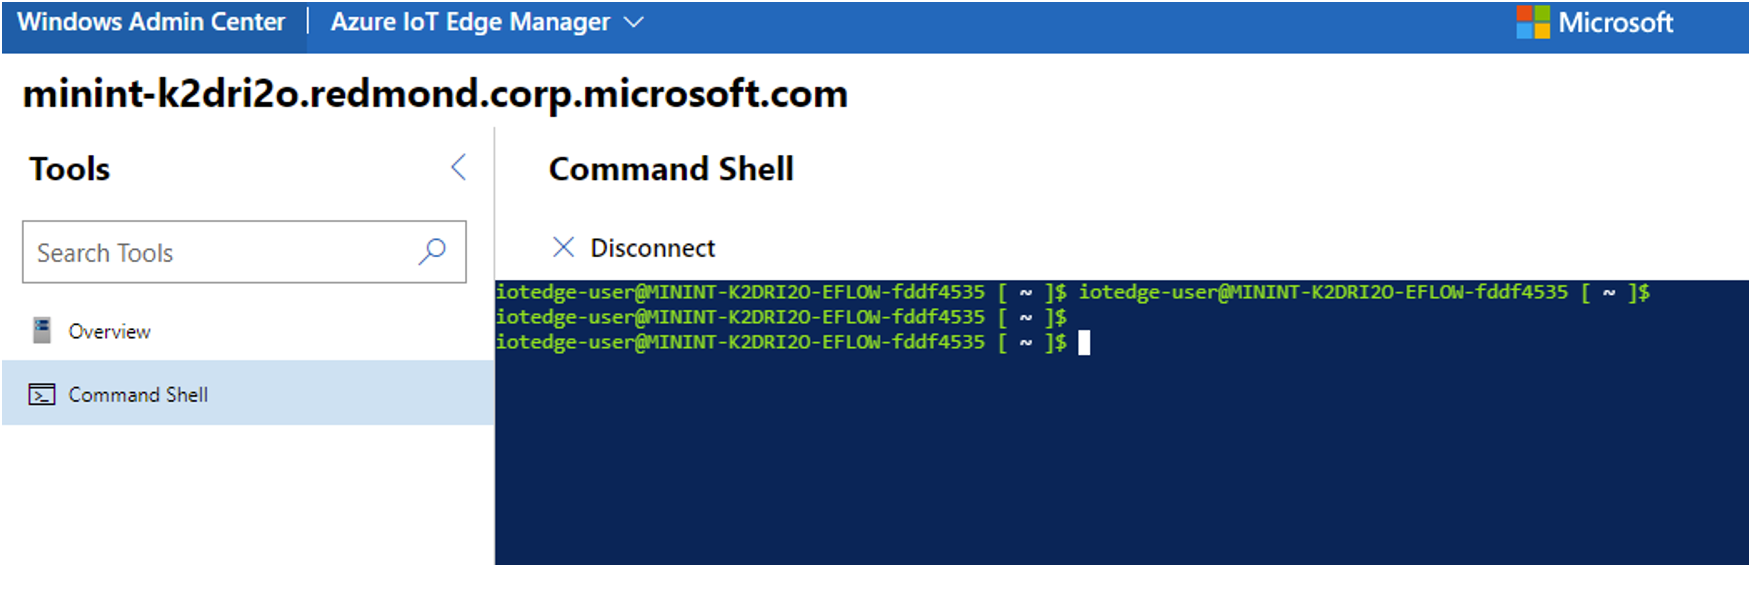 Windows Admin Center | Azure IoT Edge Manager Microsoft
minint-k2dri2o.redmond.corp.microsoft.com
Tools
Command Shell
Search Tools
Disconnect
iotedge-user@MININT-K2DRI2O-EFLOW-fddf4535 [ ~ ]$ iotedge-user@MININT-K2DRI2O-EFLOW-fddf4535 [ ~ ]$
iotedge-user@MININT-K2DRI2O-EFLOW-fddf4535 [ ~ ]$
iotedge-user@MININT-K2DRI2O-EFLOW-fddf4535 [ ~ ]$
Overview
Command Shell